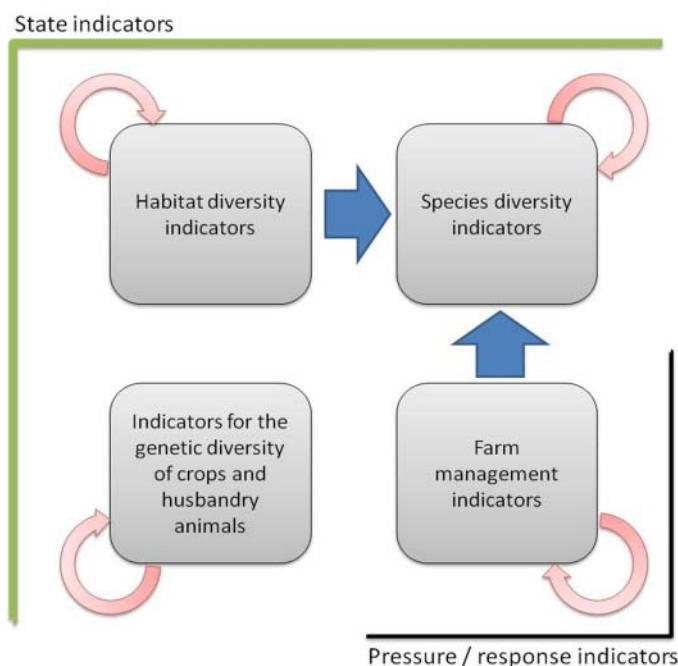 State indicators
Habitat diversity
indicators
Species diversity
indicators
Indicators for the
genetic diversity
of crops and
husbandry
animals
Farm
management
indicators
Pressure / response indicators